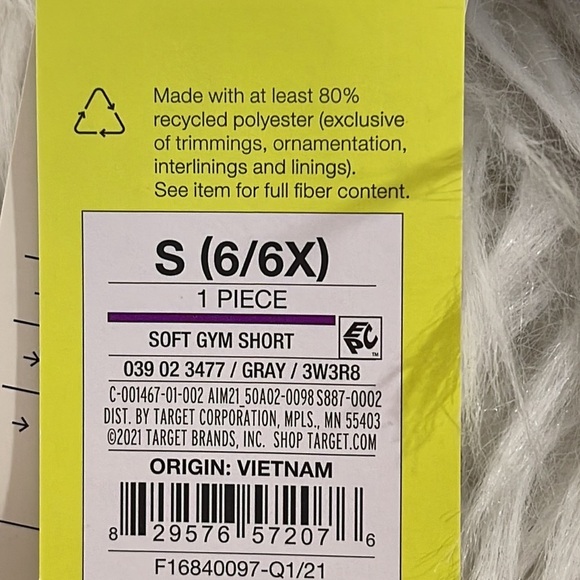 Made with at least 80%
recycled polyester (exclusive
of trimmings, ornamentation,
interlinings and linings).
See item for full fiber content.
S (6/6X)
1 PIECE
SOFT GYM SHORT
EPC
TM
039 02 3477 / GRAY / 3W3R8
C-001467-01-002 AIM21_50A02-0098 S887-0002
DIST. BY TARGET CORPORATION, MPLS., MN 55403
©2021 TARGET BRANDS, INC. SHOP TARGET.COM
ORIGIN: VIETNAM
8 29576 57207 6
F16840097-Q1/21